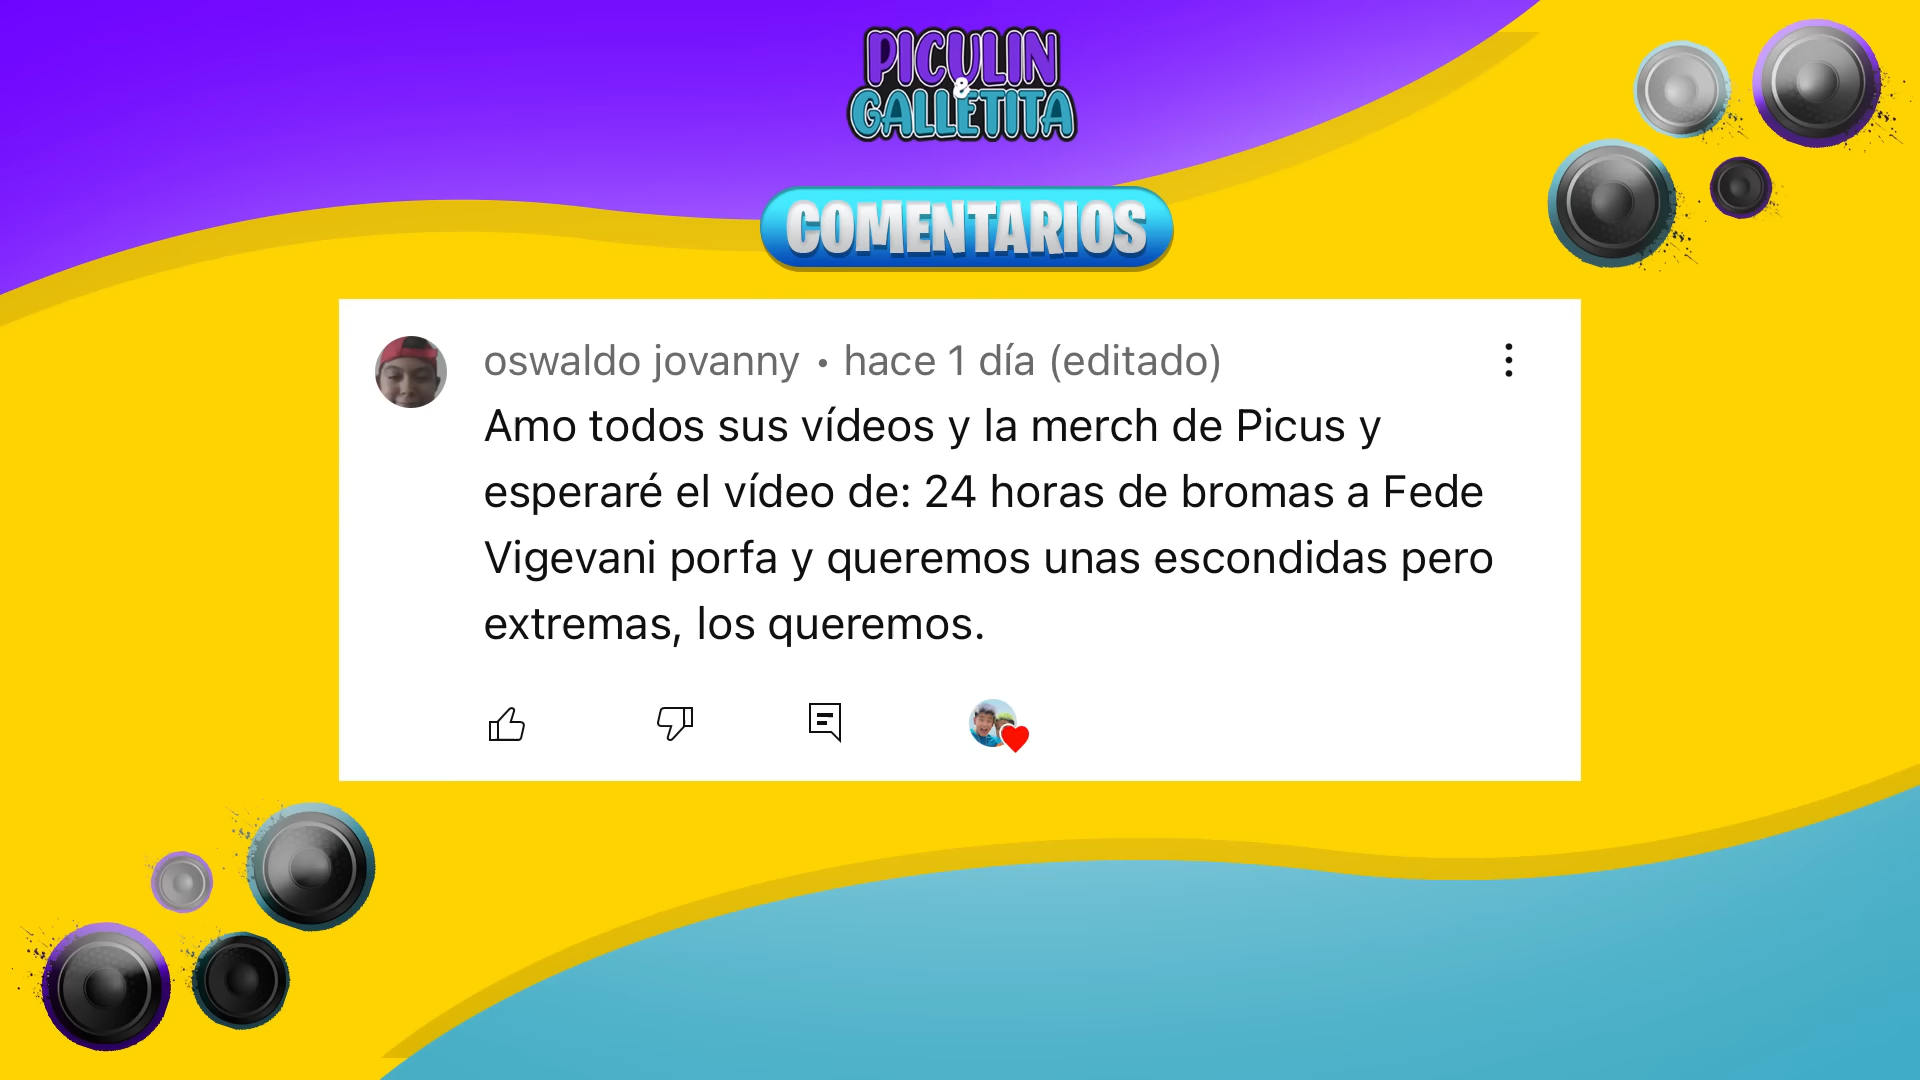 PICULIN
&
GALLETITA
COMENTARIOS
oswaldo jovanny • hace 1 día (editado)
Amo todos sus vídeos y la merch de Picus y
esperaré el vídeo de: 24 horas de bromas a Fede
Vigevani porfa y queremos unas escondidas pero
extremas, los queremos.